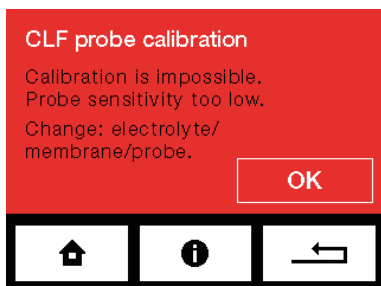 CLF probe calibration
Calibration is impossible.
Probe sensitivity too low.
Change: electrolyte/
membrane/probe.
OK